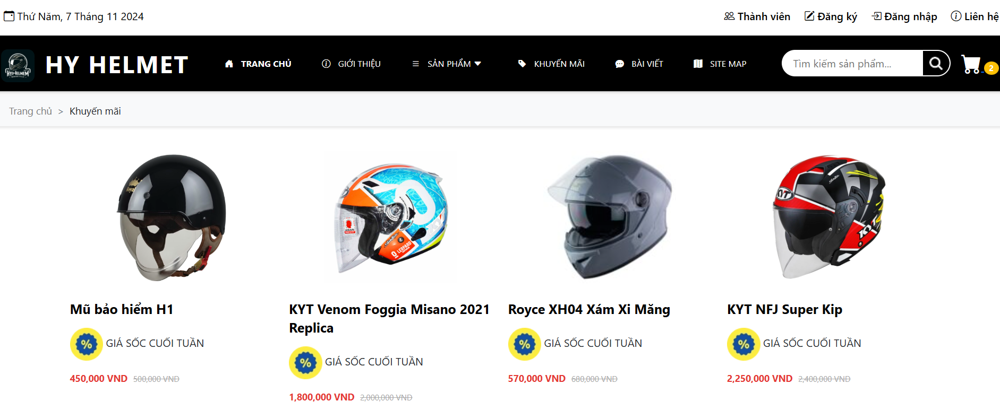 Thứ Năm, 7 Tháng 11 2024
Thành viên Đăng ký Đăng nhập Liên hệ
HY HELMET
TRANG CHỦ GIỚI THIỆU SẢN PHẨM KHUYẾN MÃI BÀI VIẾT SITE MAP
Tìm kiếm sản phẩm...
2
Trang chủ > Khuyến mãi
Royal
KYT
LEOPARD
KYT
KYT
Mũ bảo hiểm H1
% GIÁ SỐC CUỐI TUẦN
450,000 VND 500,000 VND
KYT Venom Foggia Misano 2021
Replica
% GIÁ SỐC CUỐI TUẦN
1,800,000 VND 2,000,000 VND
Royce XH04 Xám Xi Măng
% GIÁ SỐC CUỐI TUẦN
570,000 VND 680,000 VND
KYT NFJ Super Kip
% GIÁ SỐC CUỐI TUẦN
2,250,000 VND 2,400,000 VND